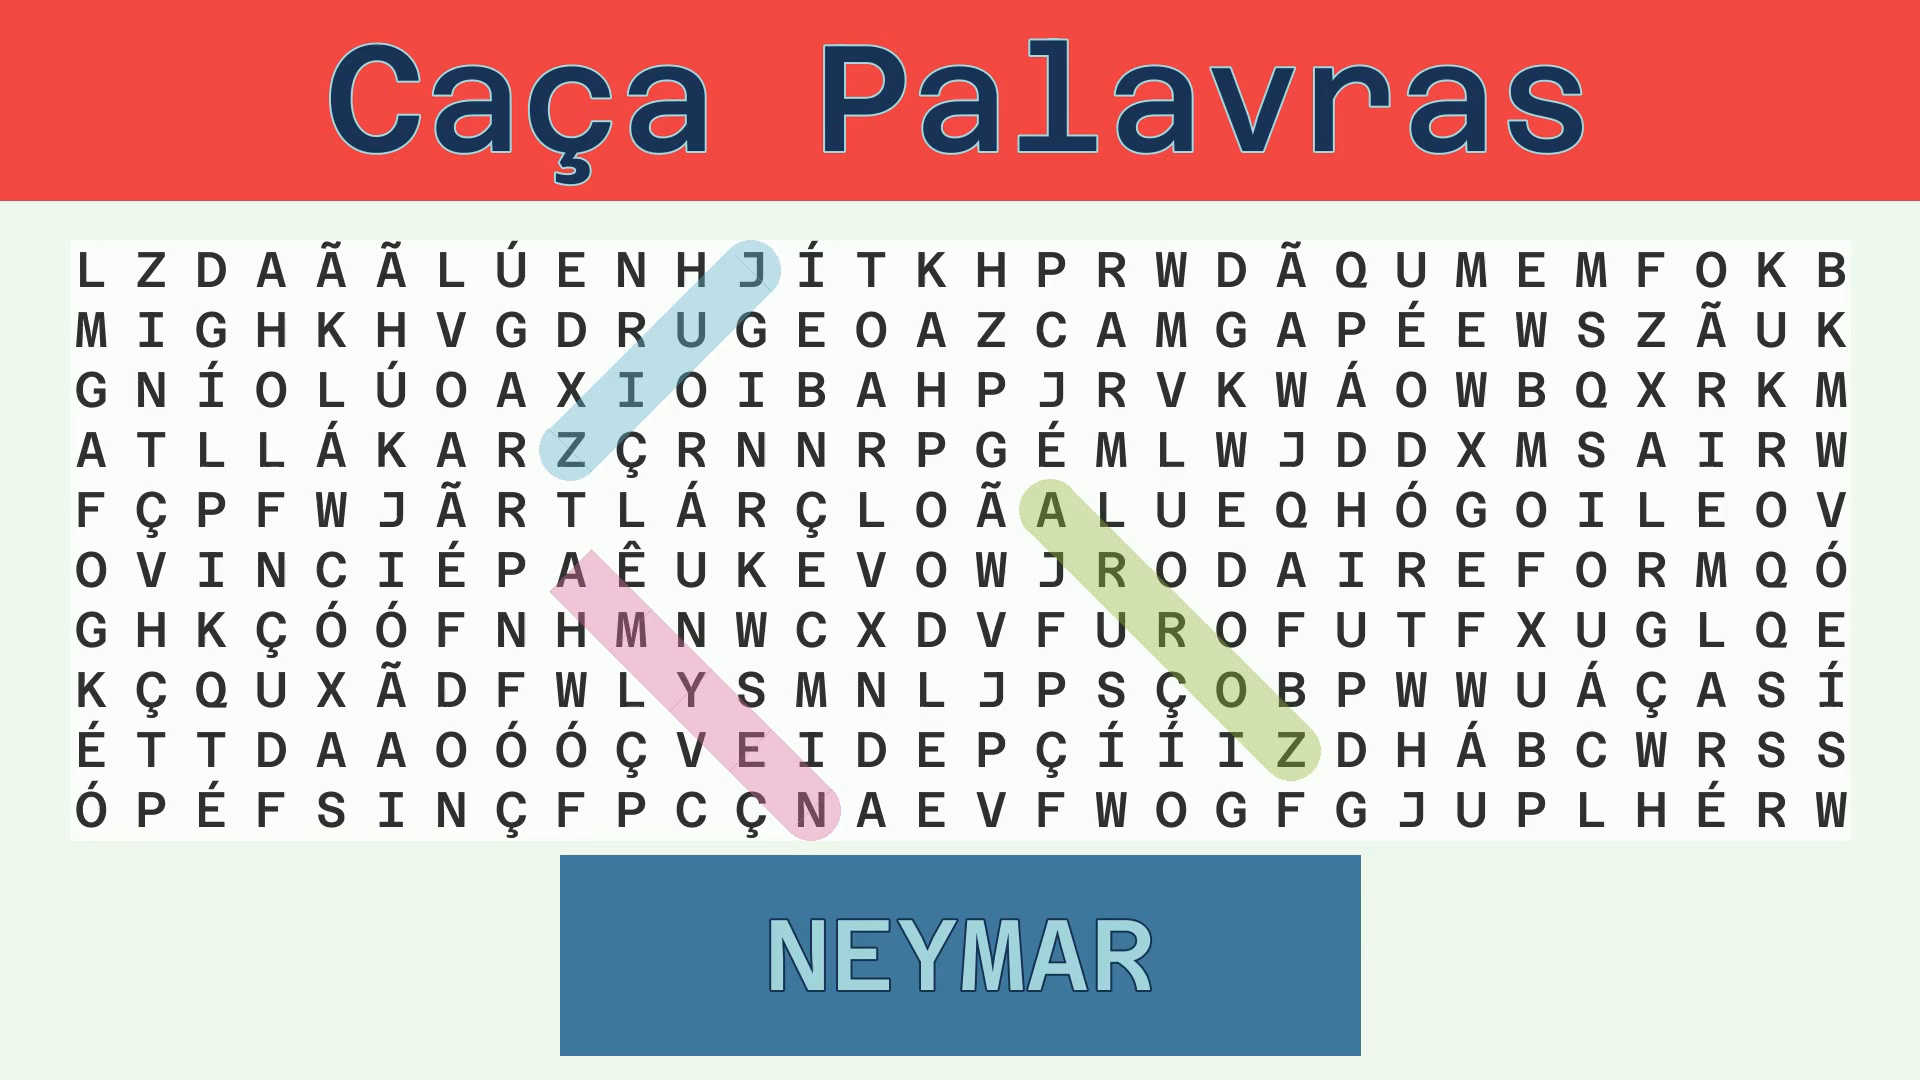 Caça Palavras
L Z D A Ã Ã L Ú E N H J Í T K H P R W D Ã Q U M E M F O K B
M I G H K H V G D R U G E O A Z C A M G A P É E W S Z Ã U K
G N Í O L Ú O A X I O I B A H P J R V K W Á O W B Q X R K M
A T L L Á K A R Z Ç R N N R P G É M L W J D D X M S A I R W
F Ç P F W J Ã R T L Á R Ç L O Ã A L U E Q H Ó G O I L E O V
O V I N C I É P A Ê U K E V O W J R O D A I R E F O R M Q Ó
G H K Ç Ó Ó F N H M N W C X D V F U R O F U T F X U G L Q E
K Ç Q U X Ã D F W L Y S M N L J P S Ç O B P W W U Á Ç A S Í
É T T D A A O Ó Ó Ç V E I D E P Ç Í Í I Z D H Á B C W R S S
Ó P É F S I N Ç F P C Ç N A E V F W O G F G J U P L H É R W
NEYMAR